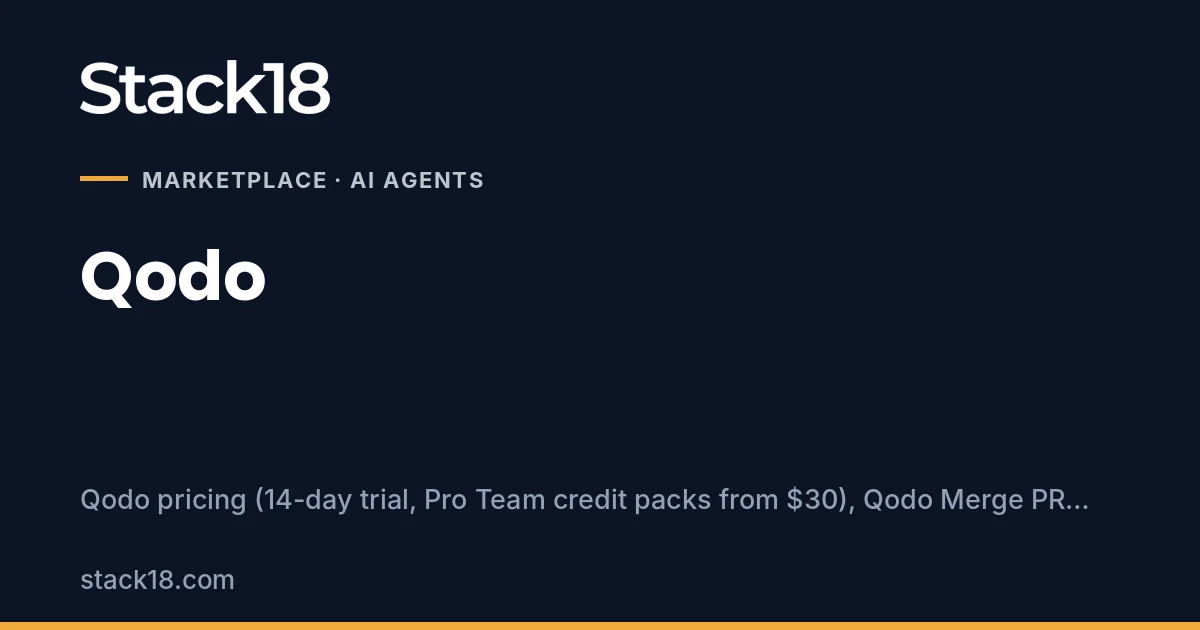 Stack18
MARKETPLACE · AI AGENTS
Qodo
Qodo pricing (14-day trial, Pro Team credit packs from $30), Qodo Merge PR…
stack18.com